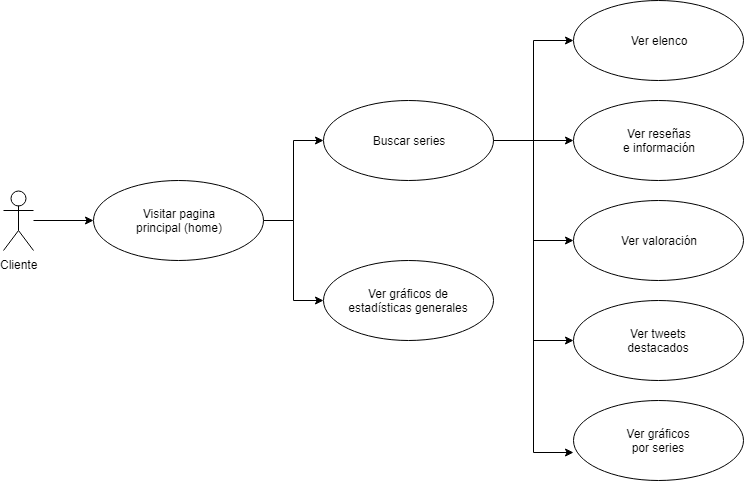 Ver elenco
Buscar series
Ver reseñas
e información
Visitar pagina
principal (home)
Cliente
Ver valoración
Ver gráficos de
estadísticas generales
Ver tweets
destacados
Ver gráficos
por series